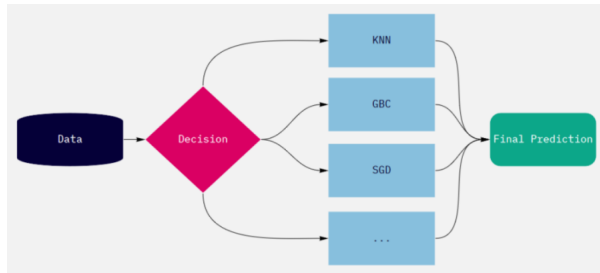 Data
Decision
KNN
GBC
SGD
...
Final Prediction